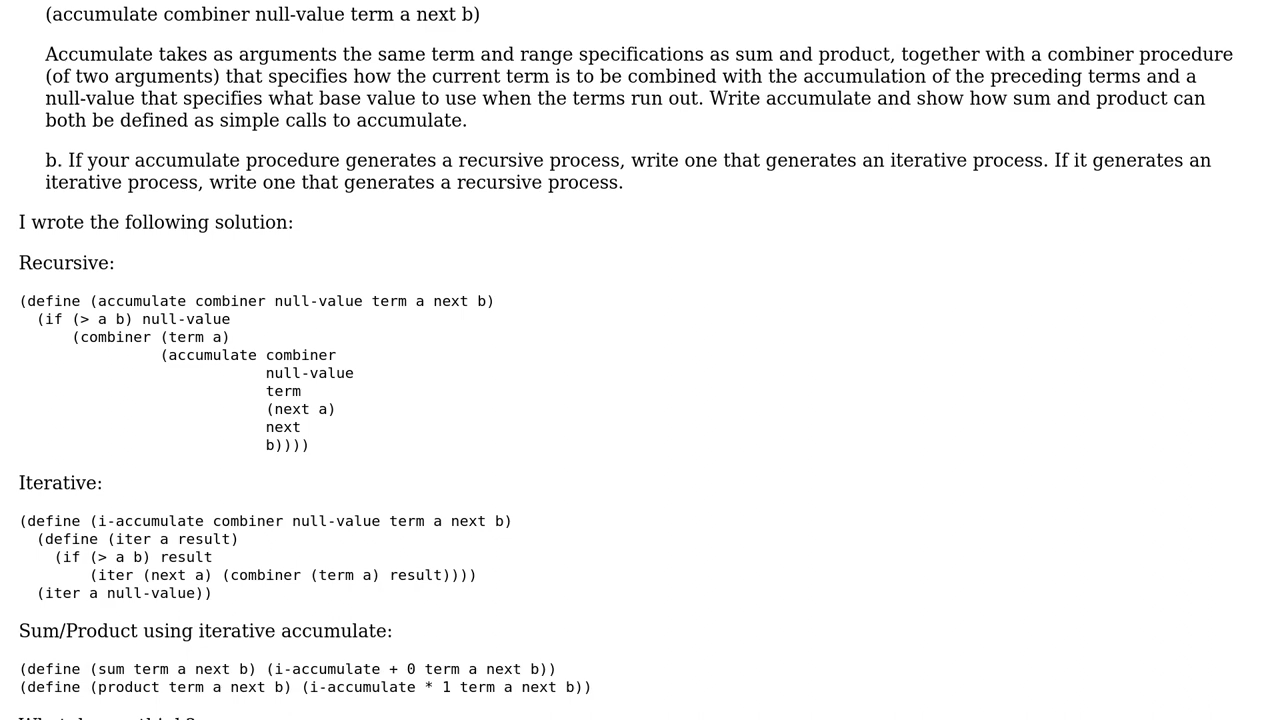 (accumulate combiner null-value term a next b)
Accumulate takes as arguments the same term and range specifications as sum and product, together with a combiner procedure
(of two arguments) that specifies how the current term is to be combined with the accumulation of the preceding terms and a
null-value that specifies what base value to use when the terms run out. Write accumulate and show how sum and product can
both be defined as simple calls to accumulate.
b. If your accumulate procedure generates a recursive process, write one that generates an iterative process. If it generates an
iterative process, write one that generates a recursive process.
I wrote the following solution:
Recursive:
(define (accumulate combiner null-value term a next b)
  (if (> a b) null-value
      (combiner (term a)
                (accumulate combiner
                            null-value
                            term
                            (next a)
                            next
                            b))))
Iterative:
(define (i-accumulate combiner null-value term a next b)
  (define (iter a result)
    (if (> a b) result
        (iter (next a) (combiner (term a) result))))
  (iter a null-value))
Sum/Product using iterative accumulate:
(define (sum term a next b) (i-accumulate + 0 term a next b))
(define (product term a next b) (i-accumulate * 1 term a next b))